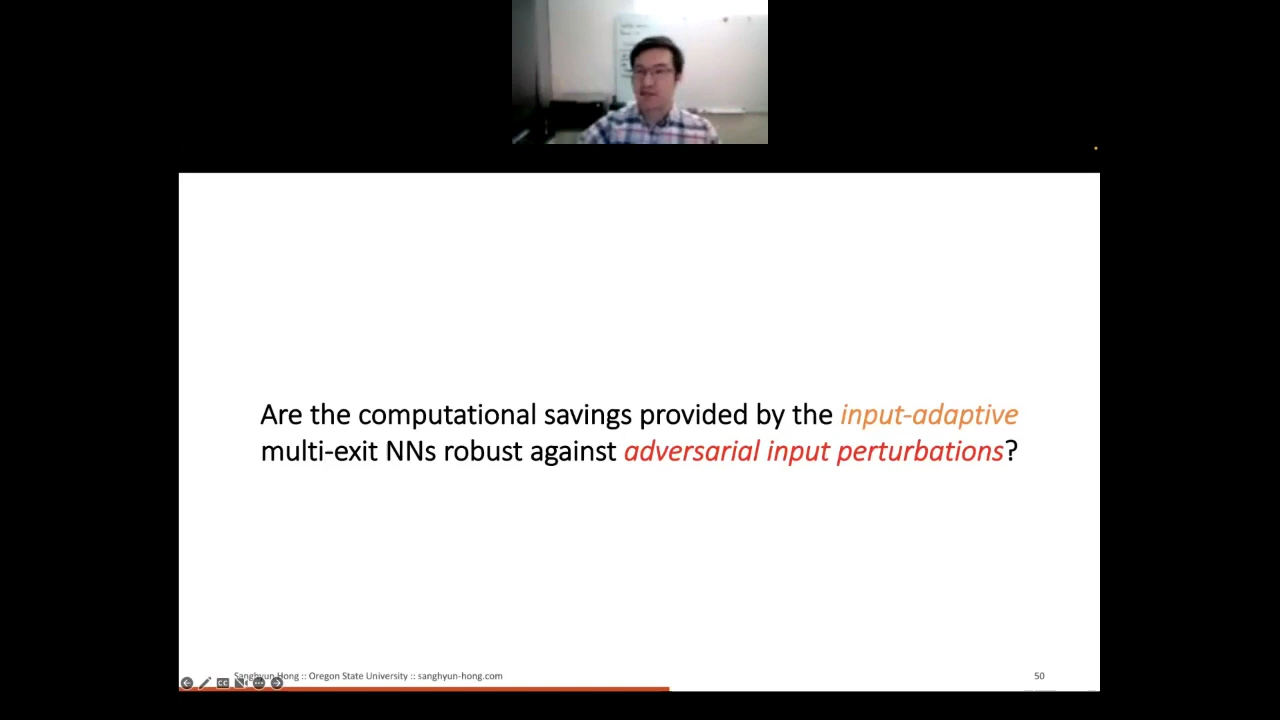 Are the computational savings provided by the input-adaptive
multi-exit NNs robust against adversarial input perturbations?
Sanghyun Hong :: Oregon State University :: sanghyun-hong.com
50